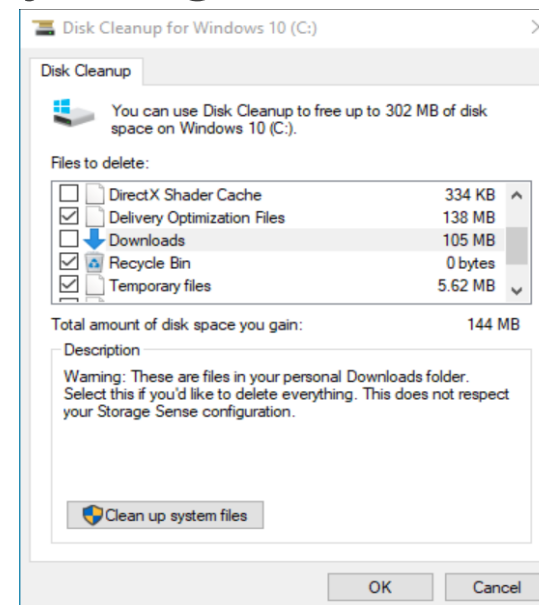 Disk Cleanup for Windows 10 (C:)
Disk Cleanup
You can use Disk Cleanup to free up to 302 MB of disk
space on Windows 10 (C:).
Files to delete:
DirectX Shader Cache 334 KB
Delivery Optimization Files 138 MB
Downloads 105 MB
Recycle Bin 0 bytes
Temporary files 5.62 MB
Total amount of disk space you gain: 144 MB
Description
Warning: These are files in your personal Downloads folder.
Select this if you'd like to delete everything. This does not respect
your Storage Sense configuration.
Clean up system files
OK Cancel